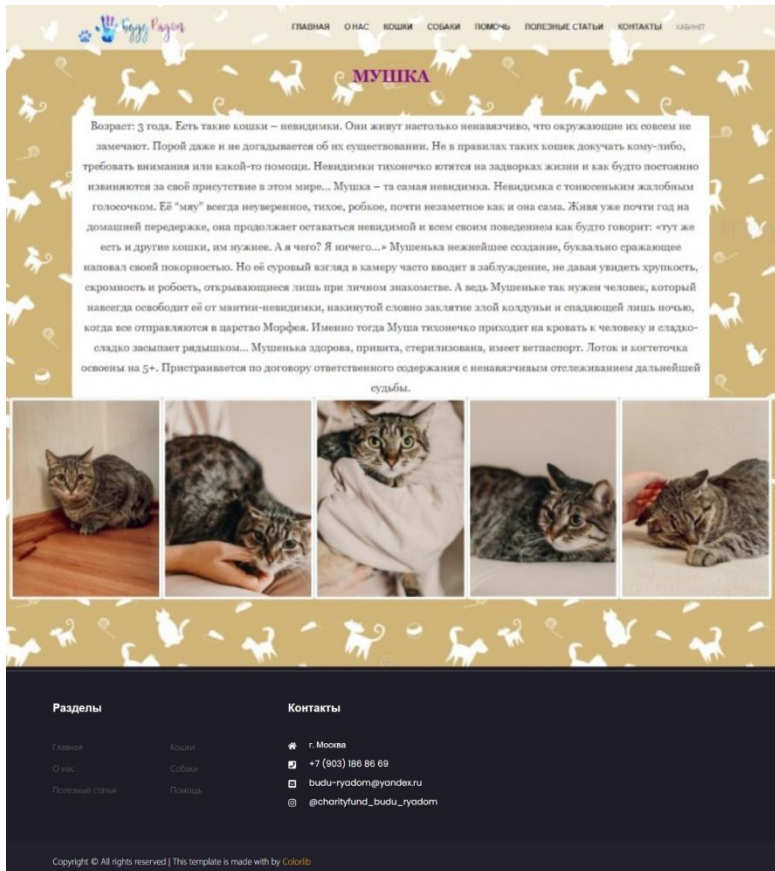 Буду Рядом
ГЛАВНАЯ О НАС КОШКИ СОБАКИ ПОМОЧЬ ПОЛЕЗНЫЕ СТАТЬИ КОНТАКТЫ КАБИНЕТ
МУШКА
Возраст: 3 года. Есть такие кошки – невидимки. Они живут настолько ненавязчиво, что окружающие их совсем не
замечают. Порой даже и не догадывается об их существовании. Не в правилах таких кошек докучать кому-либо,
требовать внимания или какой-то помощи. Невидимки тихонечко ютятся на задворках жизни и как будто постоянно
извиняются за своё присутствие в этом мире... Мушка – та самая невидимка. Невидимка с тонюсеньким жалобным
голосочком. Её "мяу" всегда неуверенное, тихое, робкое, почти незаметное как и она сама. Живя уже почти год на
домашней передержке, она продолжает оставаться невидимой и всем своим поведением как будто говорит: «тут же
есть и другие кошки, им нужнее. А я чего? Я ничего...» Мушенька нежнейшее создание, буквально сражающее
наповал своей покорностью. Но её суровый взгляд в камеру часто вводит в заблуждение, не давая увидеть хрупкость,
скромность и робость, открывающиеся лишь при личном знакомстве. А ведь Мушеньке так нужен человек, который
навсегда освободит её от мантии-невидимки, накинутой словно заклятие злой колдуньи и спадающей лишь ночью,
когда все отправляются в царство Морфея. Именно тогда Муша тихонечко приходит на кровать к человеку и сладко-
сладко засыпает рядышком... Мушенька здорова, привита, стерилизована, имеет ветпаспорт. Лоток и когтеточка
освоены на 5+. Пристраивается по договору ответственного содержания с ненавязчивым отслеживанием дальнейшей
судьбы.
Разделы
Контакты
Главная Кошки
О нас Собаки
Полезные статьи Помощь
г. Москва
+7 (903) 186 86 69
budu-ryadom@yandex.ru
@charityfund_budu_ryadom
Copyright © All rights reserved | This template is made with by Colorlib